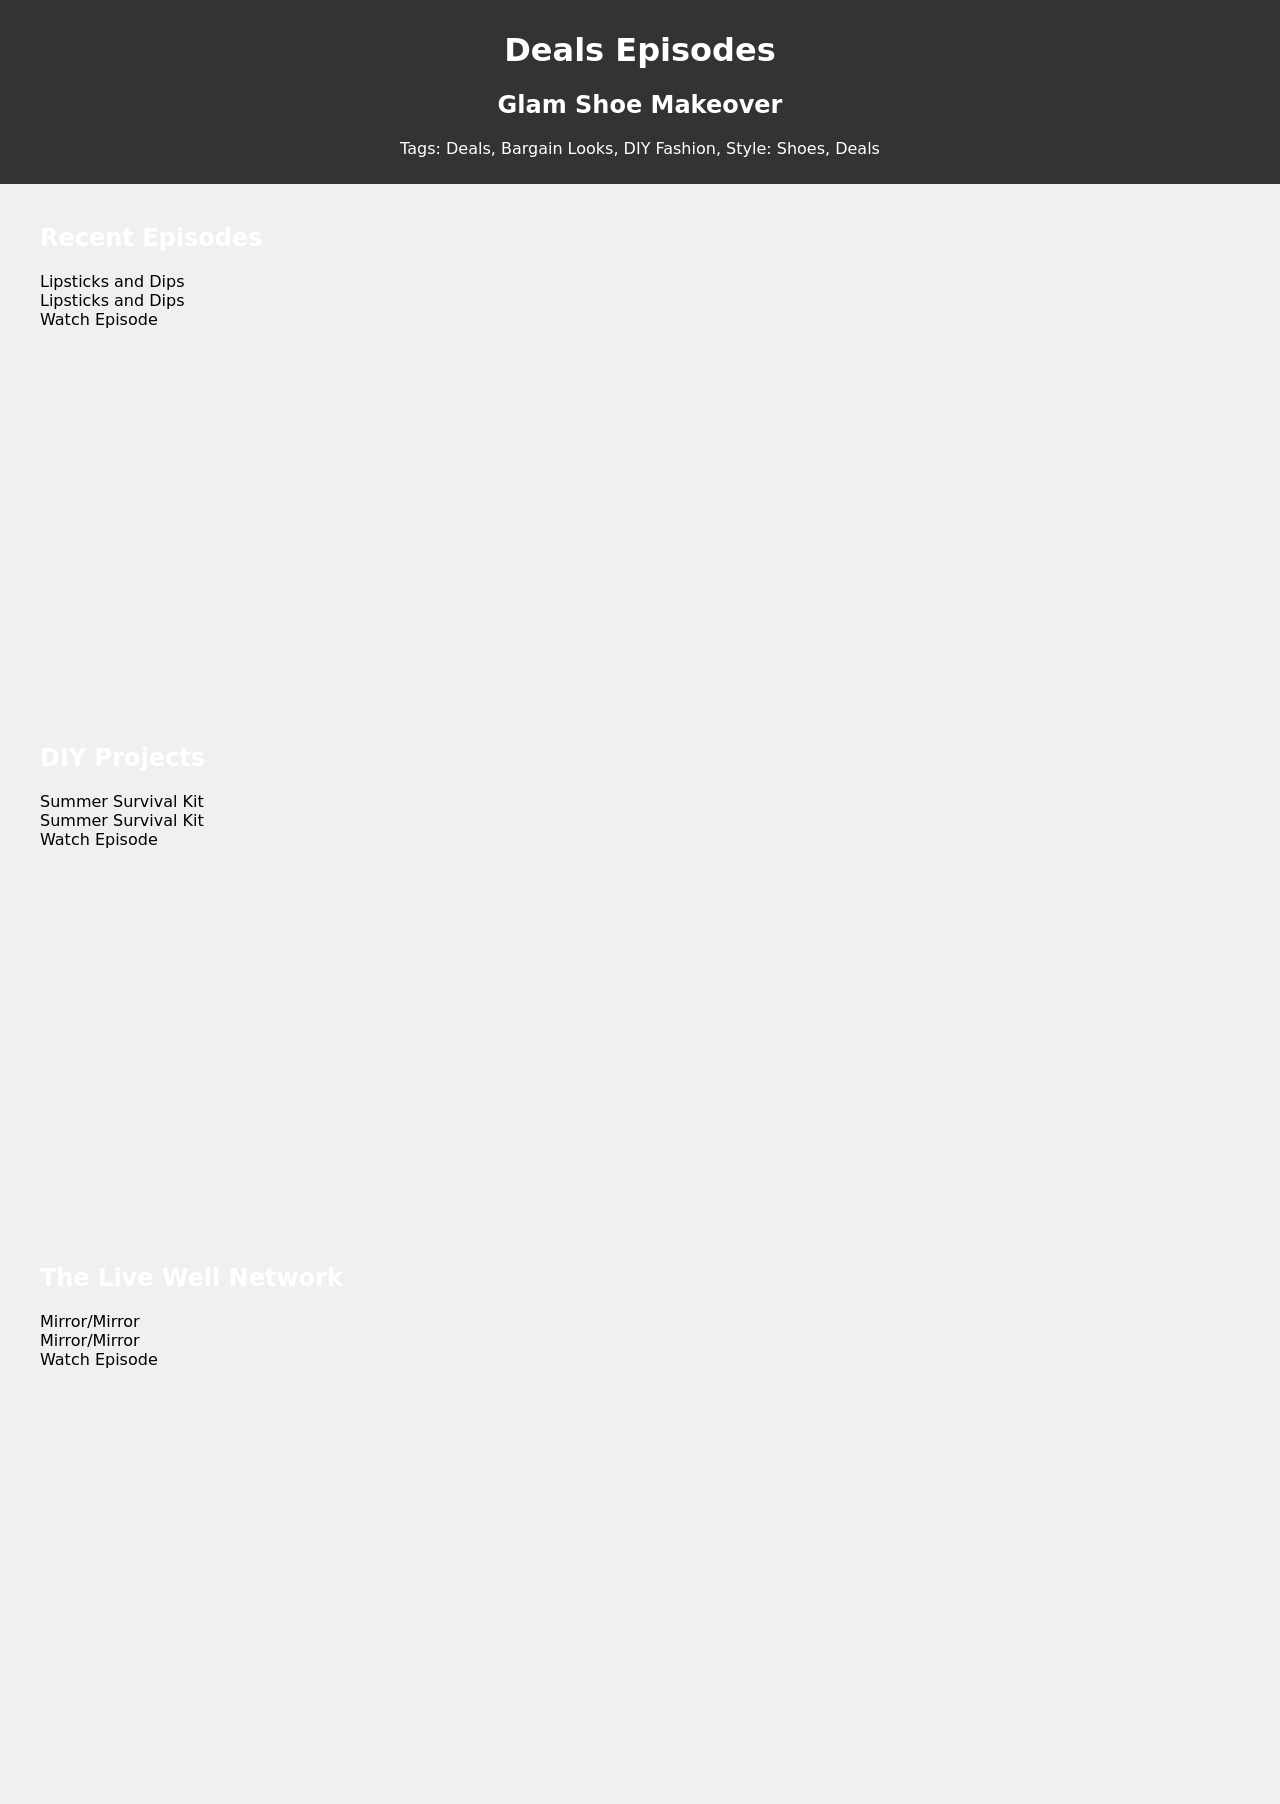 Deals Episodes
Glam Shoe Makeover
Tags: Deals, Bargain Looks, DIY Fashion, Style: Shoes, Deals
Recent Episodes
Lipsticks and Dips
Lipsticks and Dips
Watch Episode
DIY Projects
Summer Survival Kit
Summer Survival Kit
Watch Episode
The Live Well Network
Mirror/Mirror
Mirror/Mirror
Watch Episode